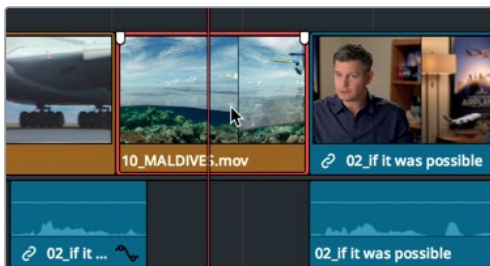 10_MALDIVES.mov
02_if it was possible
02_if it ...
02_if it was possible